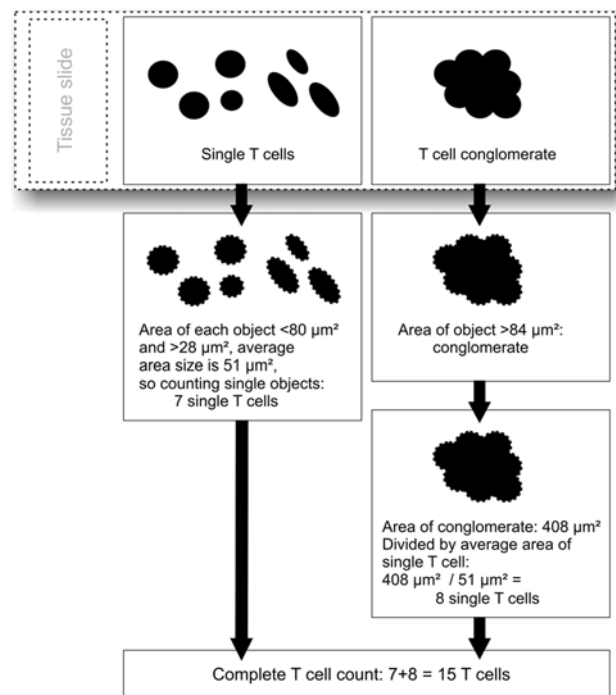 Tissue slide
Single T cells
T cell conglomerate
Area of each object <80 µm²
and >28 µm², average
area size is 51 µm²,
so counting single objects:
7 single T cells
Area of object >84 µm²:
conglomerate
Area of conglomerate: 408 µm²
Divided by average area of
single T cell:
408 µm² / 51 µm² =
8 single T cells
Complete T cell count: 7+8 = 15 T cells